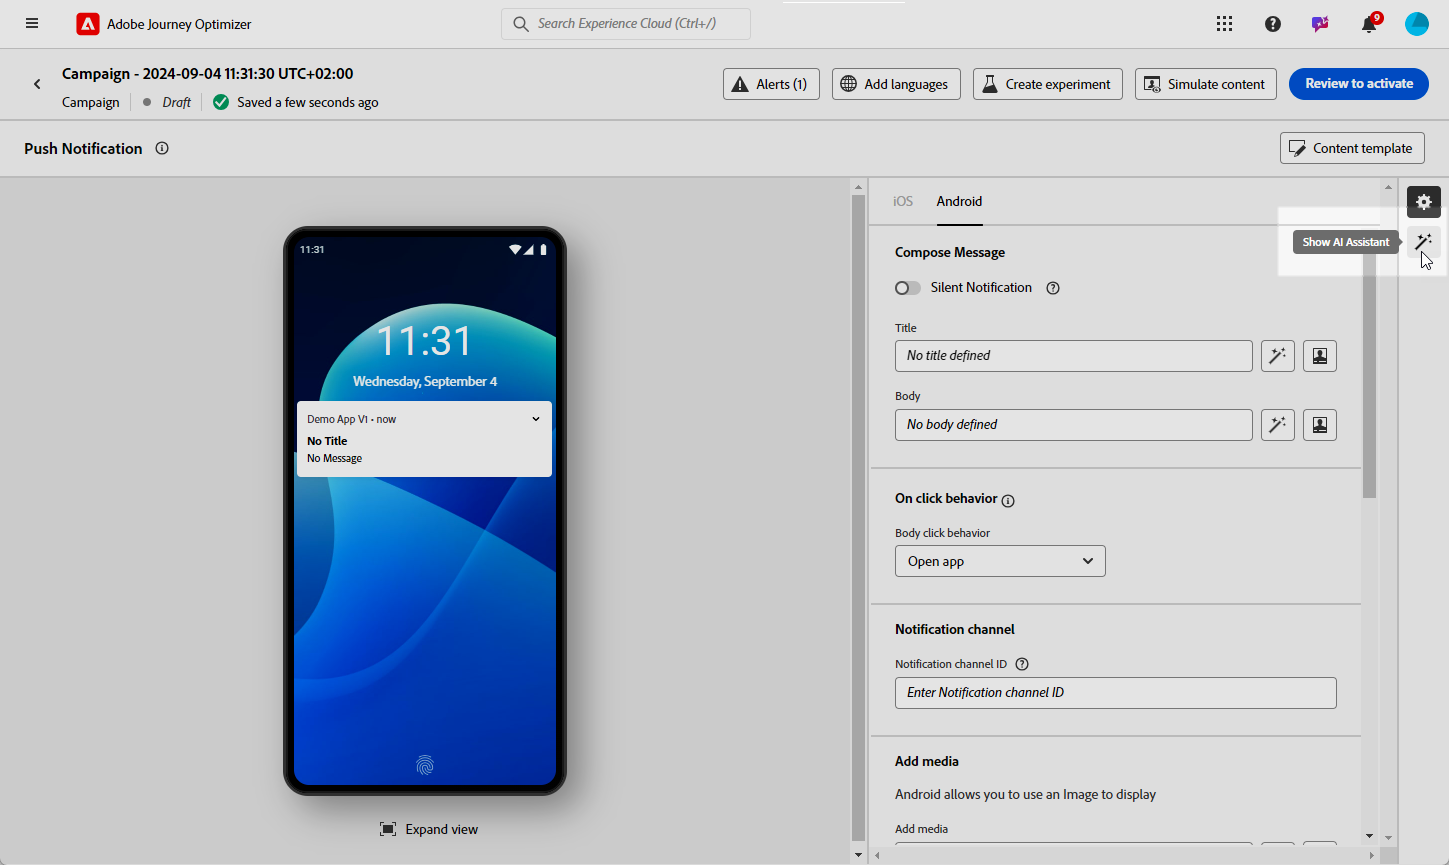 Adobe Journey Optimizer
Search Experience Cloud (Ctrl+/)
9
Campaign - 2024-09-04 11:31:30 UTC+02:00
Campaign
Draft
Saved a few seconds ago
Alerts (1)
Add languages
Create experiment
Simulate content
Review to activate
Push Notification
Content template
11:31
11:31
Wednesday, September 4
Demo App V1 • now
No Title
No Message
Expand view
iOS
Android
Show AI Assistant
Compose Message
Silent Notification
Title
No title defined
Body
No body defined
On click behavior
Body click behavior
Open app
Notification channel
Notification channel ID
Enter Notification channel ID
Add media
Android allows you to use an Image to display
Add media